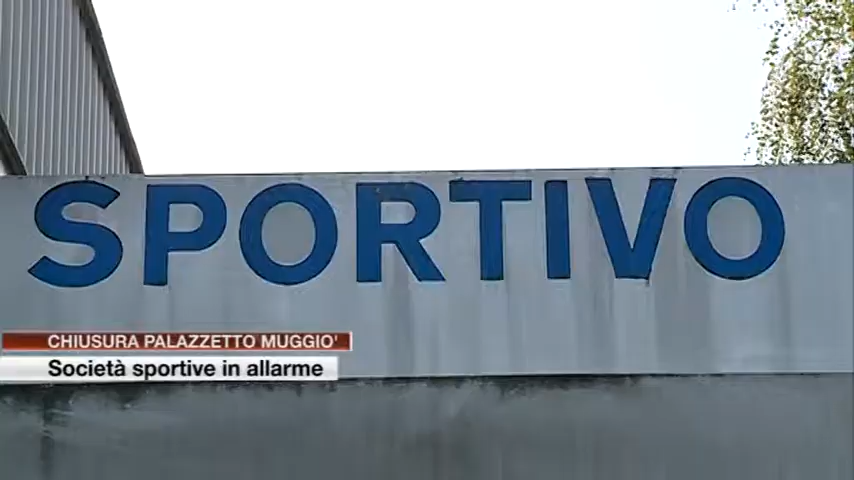 SPORTIVO
CHIUSURA PALAZZETTO MUGGIO'
Società sportive in allarme